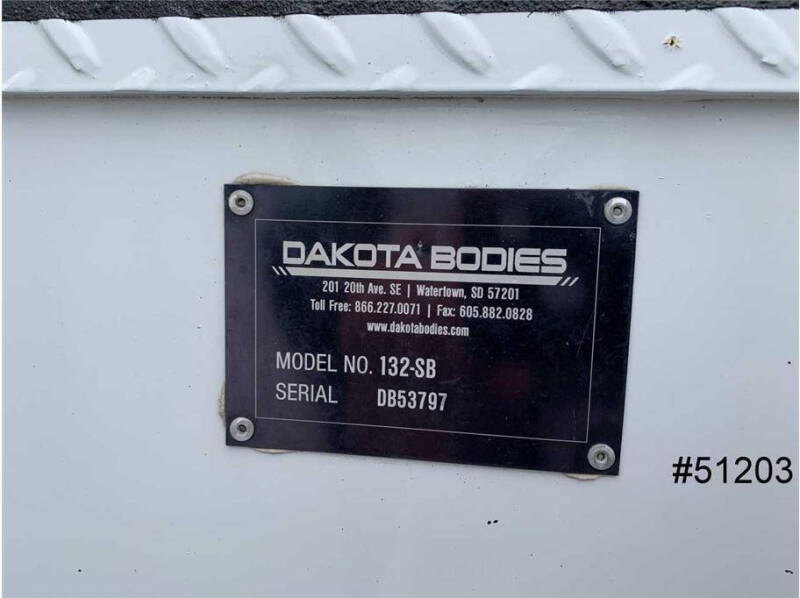 DAKOTA BODIES
201 20th Ave. SE | Watertown, SD 57201
Toll Free: 866.227.0071 | Fax: 605.882.0828
www.dakotabodies.com
MODEL NO. 132-SB
SERIAL DB53797
#51203